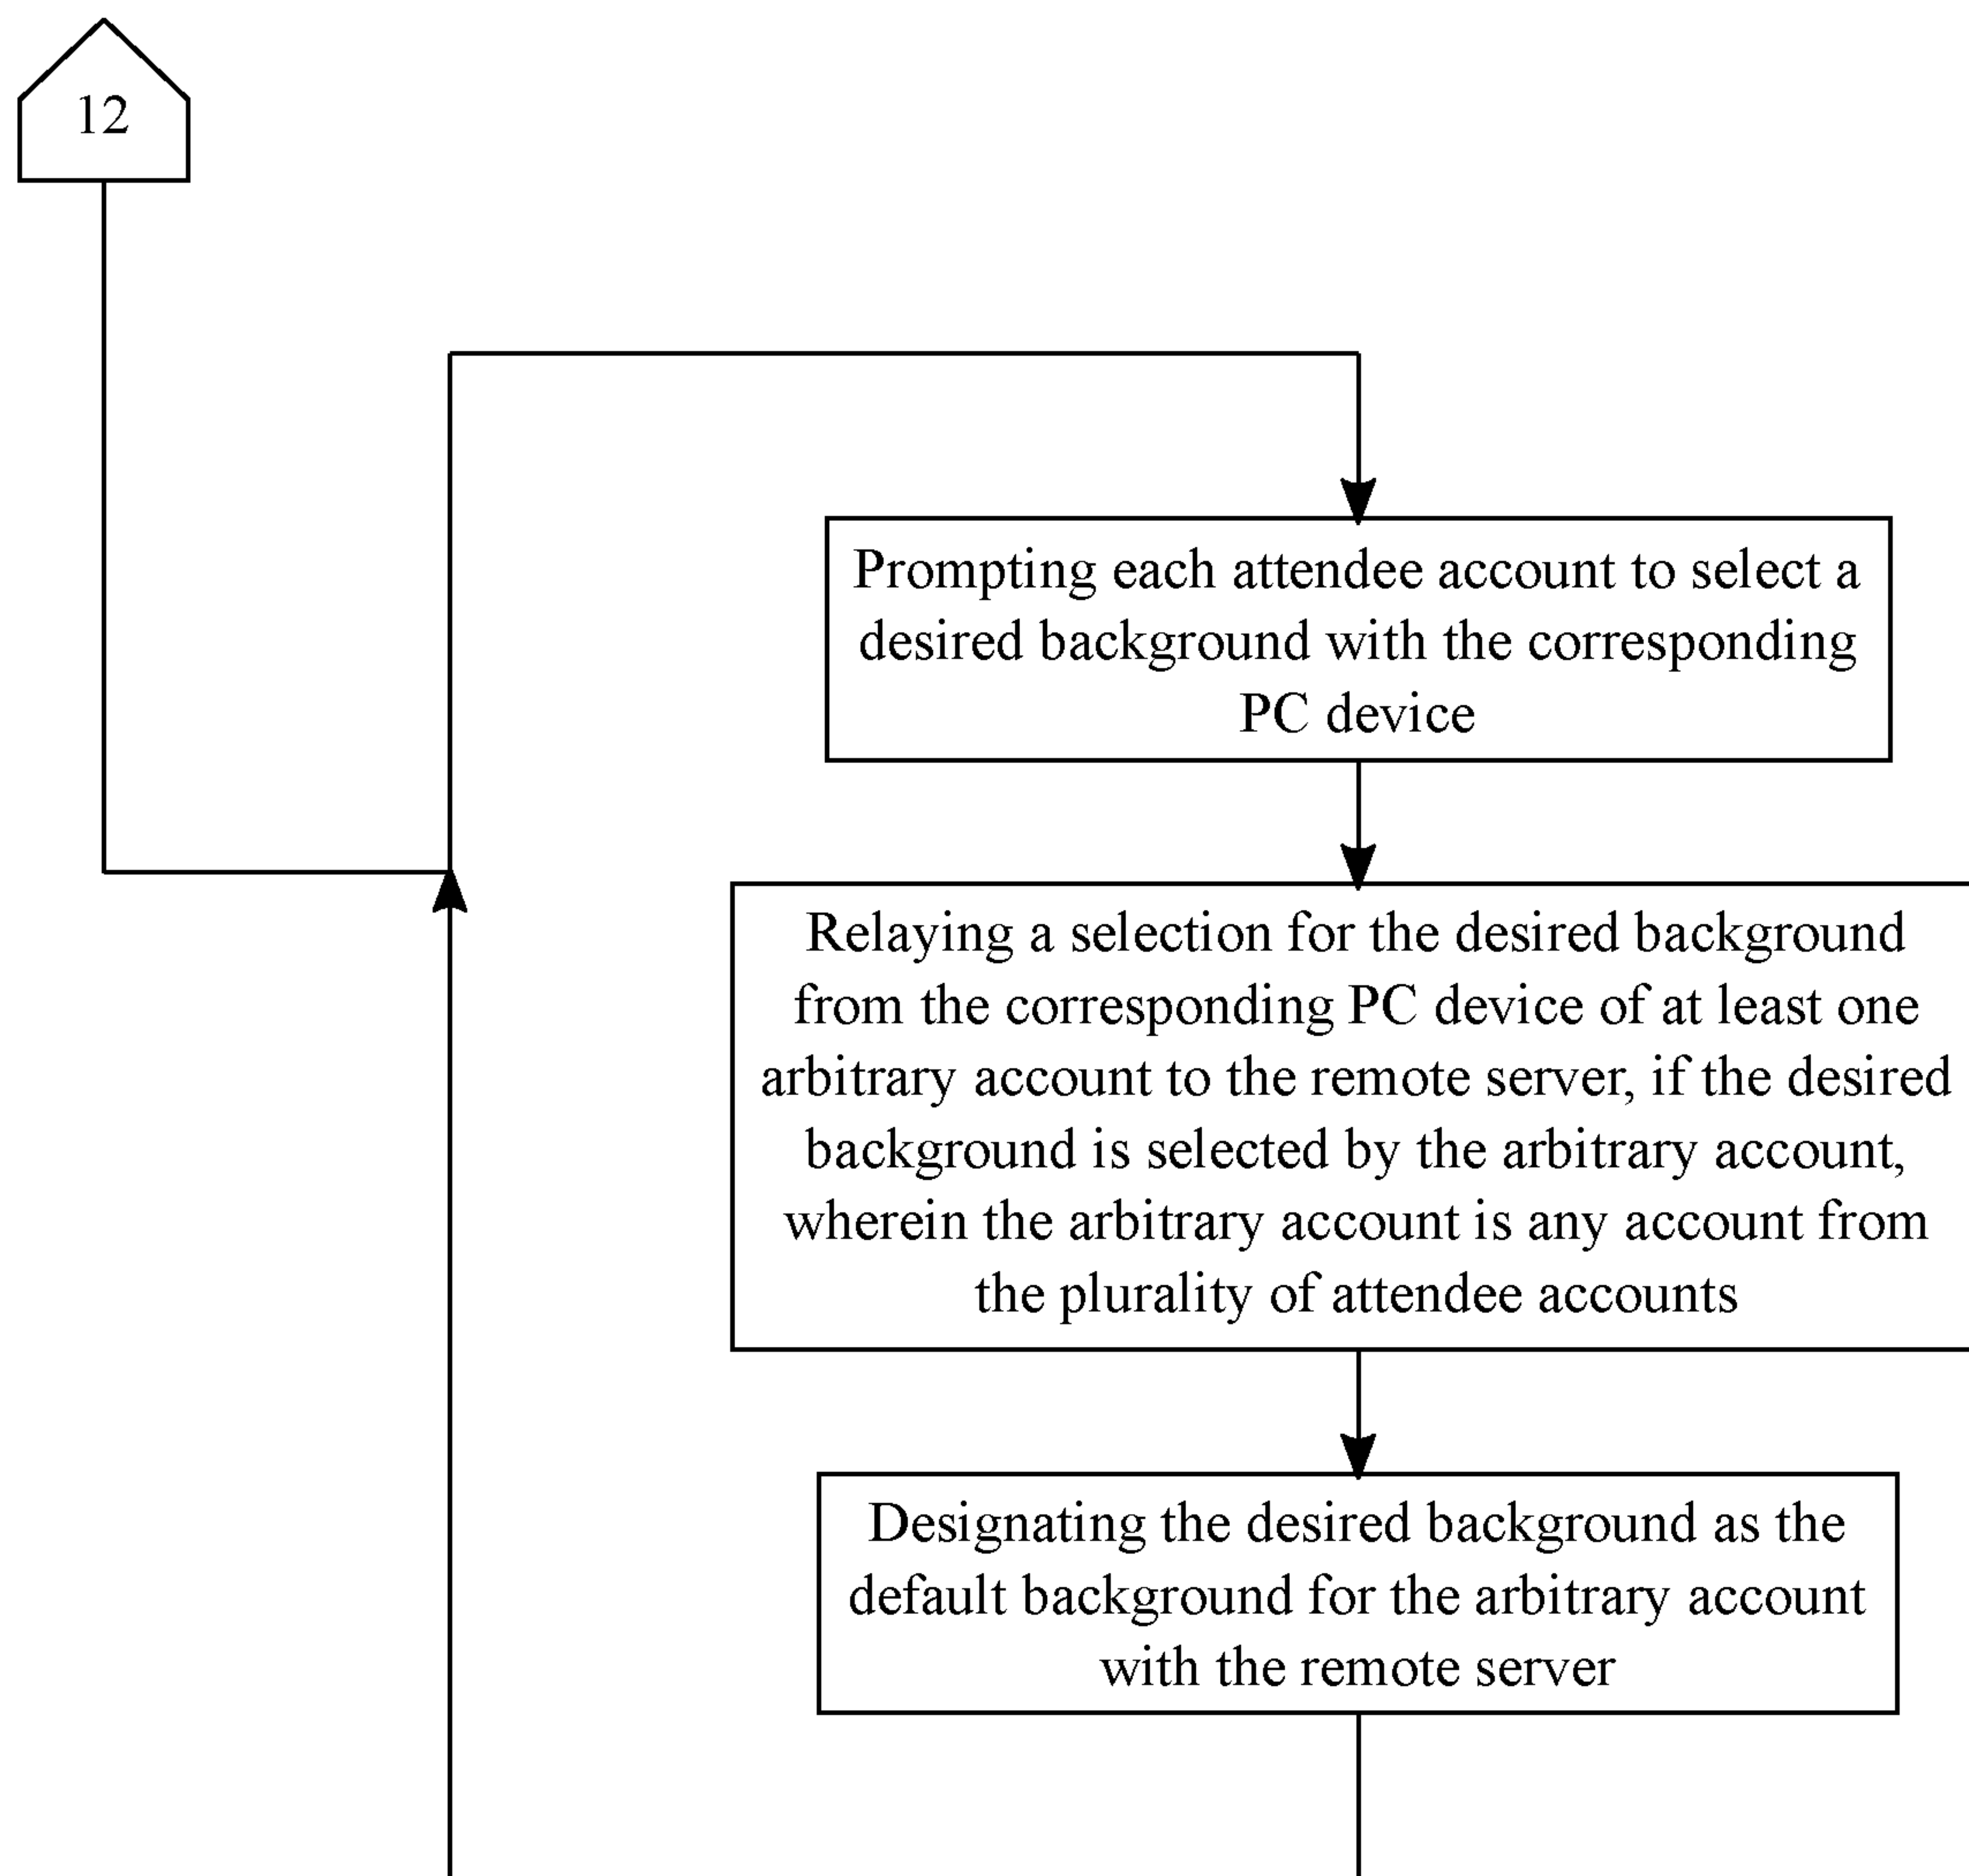 12
Prompting each attendee account to select a
desired background with the corresponding
PC device
Relaying a selection for the desired background
from the corresponding PC device of at least one
arbitrary account to the remote server, if the desired
background is selected by the arbitrary account,
wherein the arbitrary account is any account from
the plurality of attendee accounts
Designating the desired background as the
default background for the arbitrary account
with the remote server